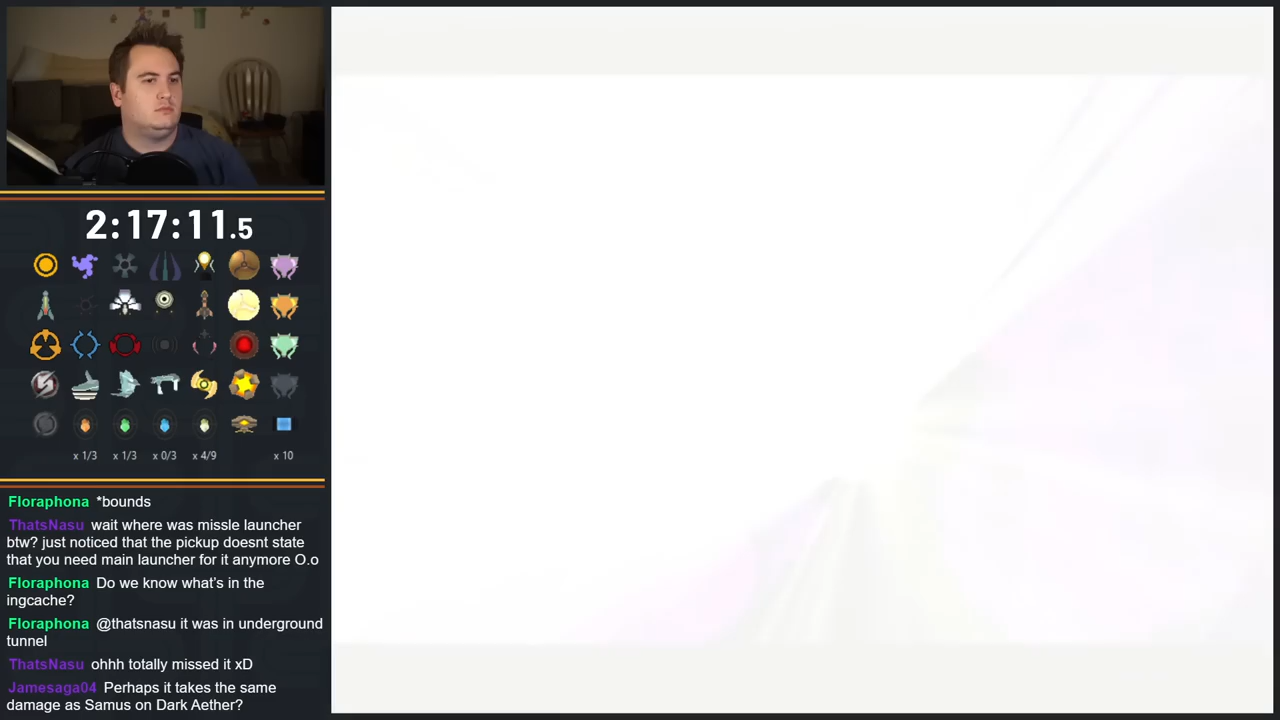 2:17:11.5
x 1/3 x 1/3 x 0/3 x 4/9 x 10
Floraphona *bounds
ThatsNasu wait where was missle launcher
btw? just noticed that the pickup doesnt state
that you need main launcher for it anymore O.o
Floraphona Do we know what's in the
ingcache?
Floraphona @thatsnasu it was in underground
tunnel
ThatsNasu ohhh totally missed it xD
Jamesaga04 Perhaps it takes the same
damage as Samus on Dark Aether?